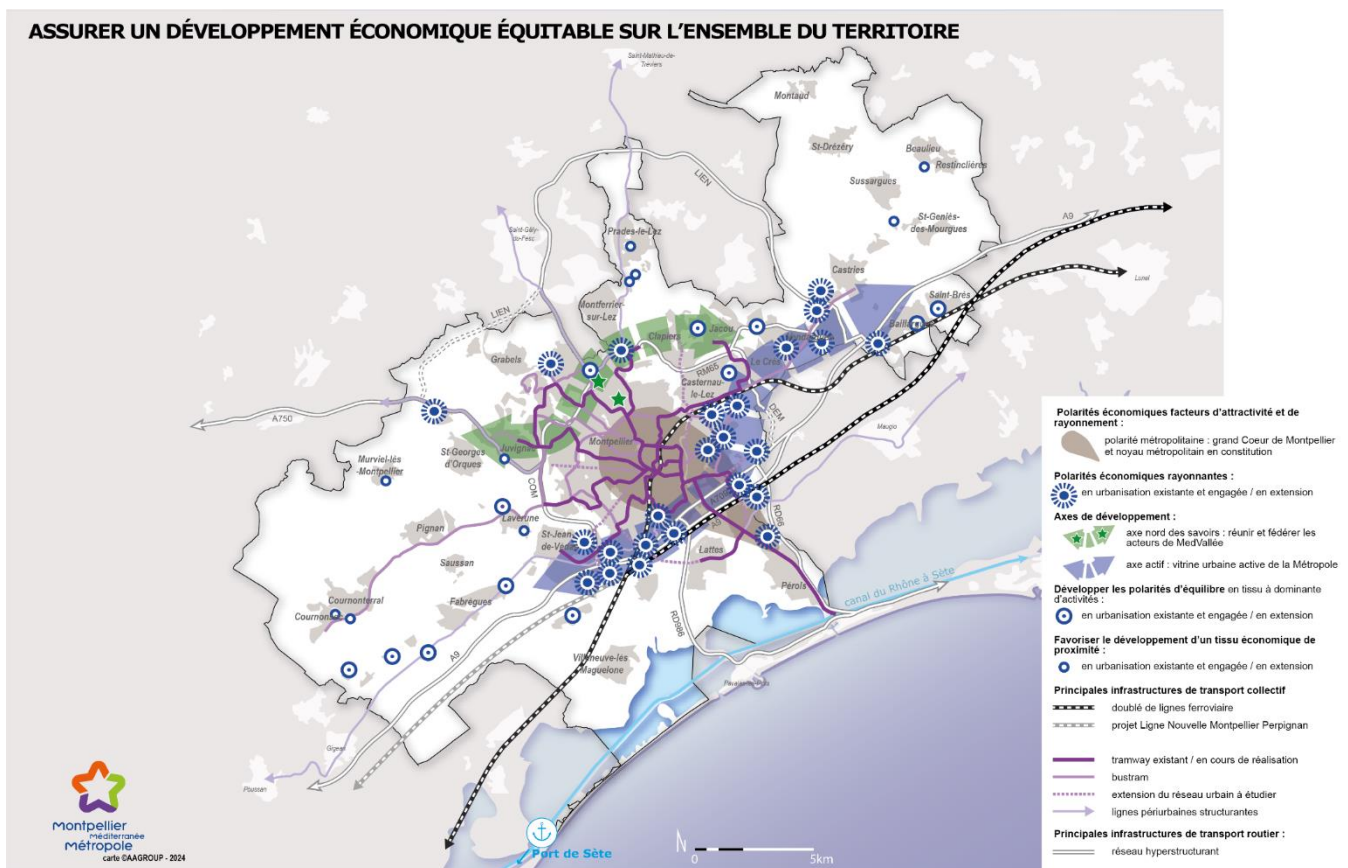 ASSURER UN DÉVELOPPEMENT ÉCONOMIQUE ÉQUITABLE SUR L'ENSEMBLE DU TERRITOIRE
Saint-Mathieu-de-
Tréviers
Montaud
St-Drézéry
Beaulieu
Restinclières
Sussargues
LIEN
St-Geniès-
des-Mourgues
A9
Saint-Gély-
du-Fesc
Prades-le-Lez
Castries
Lunel
Saint-Brès
Montferrier-
sur-Lez
LIEN
Clapiers
Jacou
Grabels
Le Crès
RM65
Castelnau-
le-Lez
DEM
A750
Mauguio
Montpellier
St-Georges
d'Orques
Juvignac
Murviel-lès
-Montpellier
COM
A709
Lavérune
Pignan
St-Jean
de-Védas
A9
RD66
Lattes
Saussan
Cournonterral
Fabrègues
Pérols
canal du Rhône à Sète
RD986
A9
Villeneuve-lès
Maguelone
Gigean
Poussan
Port de Sète
N
0
5km
Polarités économiques facteurs d'attractivité et de
rayonnement :
polarité métropolitaine : grand Coeur de Montpellier
et noyau métropolitain en constitution
Polarités économiques rayonnantes :
en urbanisation existante et engagée / en extension
Axes de développement :
axe nord des savoirs : réunir et fédérer les
acteurs de MedVallée
axe actif : vitrine urbaine active de la Métropole
Développer les polarités d'équilibre en tissu à dominante
d'activités :
en urbanisation existante et engagée / en extension
Favoriser le développement d'un tissu économique de
proximité :
en urbanisation existante et engagée / en extension
Principales infrastructures de transport collectif
doublé de lignes ferroviaire
projet Ligne Nouvelle Montpellier Perpignan
tramway existant / en cours de réalisation
bustram
extension du réseau urbain à étudier
lignes périurbaines structurantes
Principales infrastructures de transport routier :
réseau hyperstructurant
montpellier
méditerranée
métropole
carte ©AAGROUP - 2024